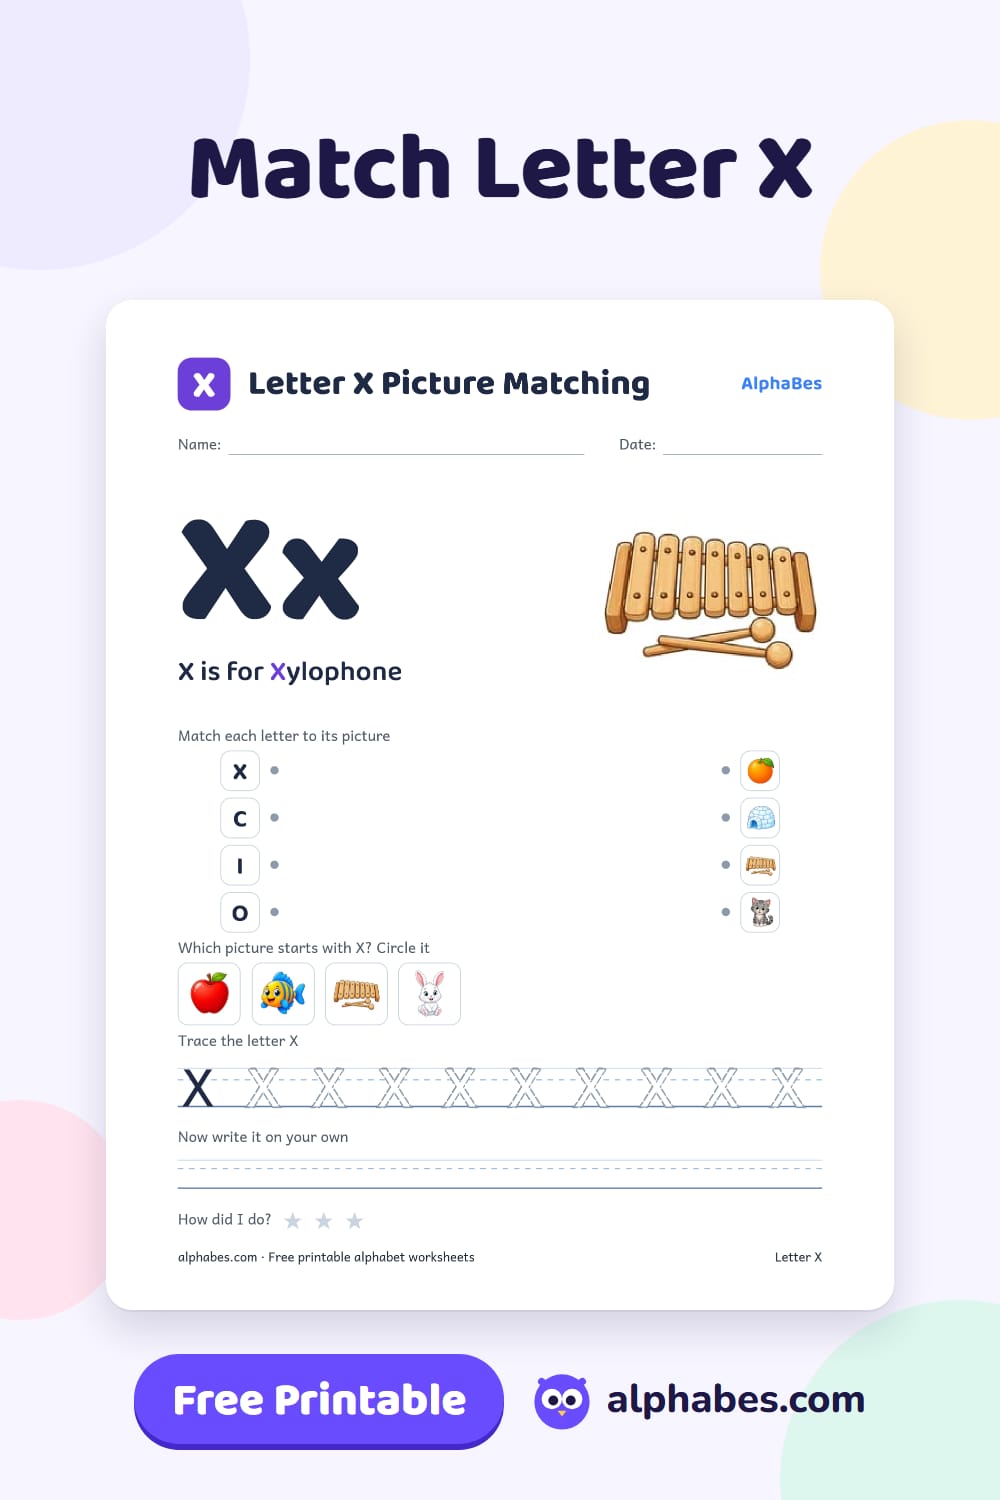 Match Letter X
X
Letter X Picture Matching
AlphaBes
Name:
Date:
Xx
X is for Xylophone
Match each letter to its picture
X
C
I
O
Which picture starts with X? Circle it
Trace the letter X
X X X X X X X X X X
Now write it on your own
How did I do?
alphabes.com · Free printable alphabet worksheets
Letter X
Free Printable
alphabes.com